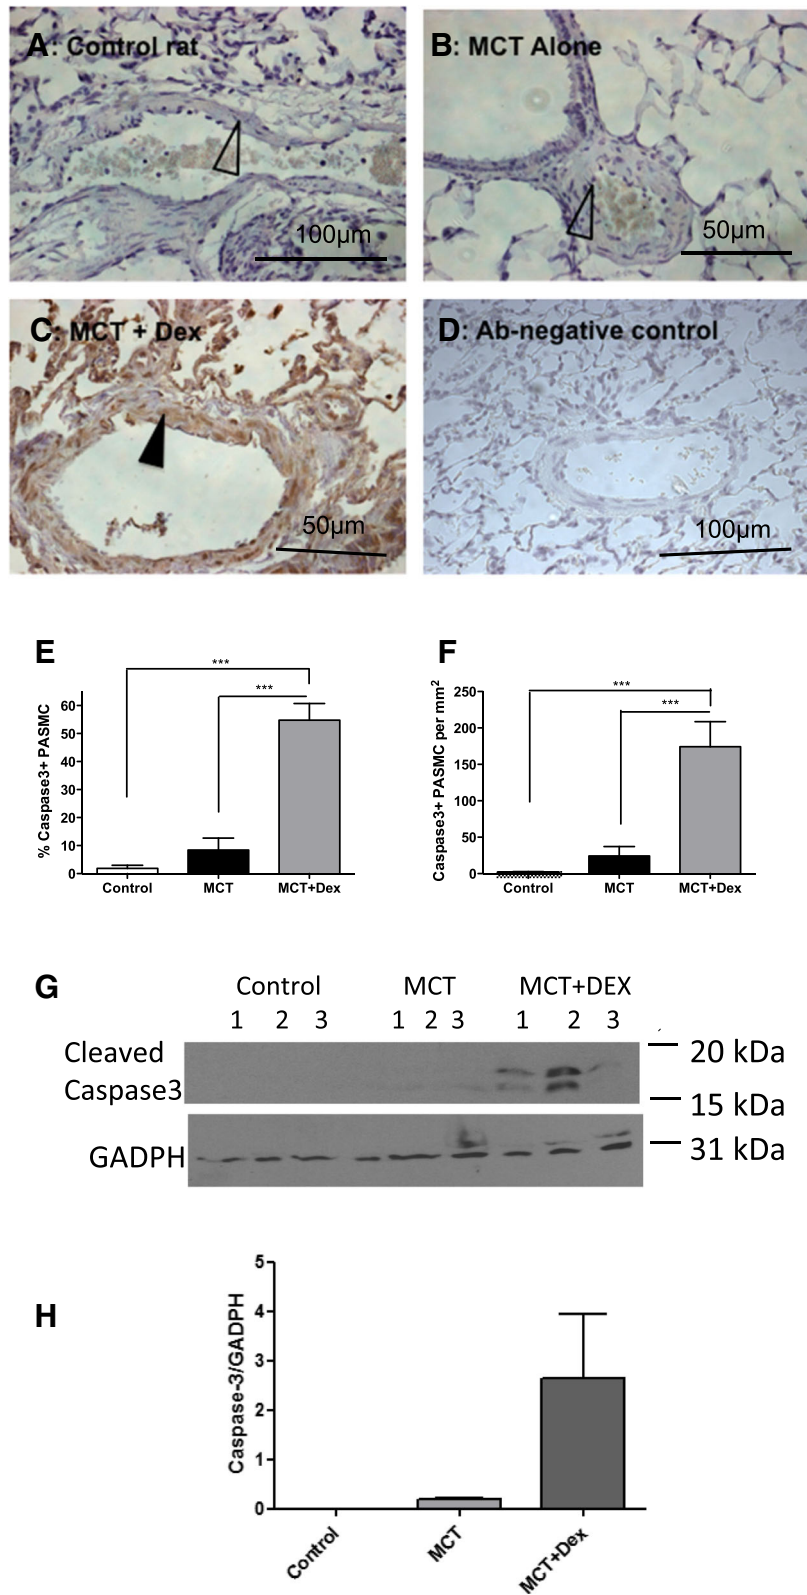 A: Control rat
100µm
B: MCT Alone
50µm
C: MCT + Dex
50µm
D: Ab-negative control
100µm
E
***
***
% Caspase3+ PASMC
60
50
40
30
20
10
0
Control MCT MCT+Dex
F
***
***
Caspase3+ PASMC per mm²
250
200
150
100
50
0
Control MCT MCT+Dex
G
Control MCT MCT+DEX
1 2 3 1 2 3 1 2 3
Cleaved
Caspase3
20 kDa
15 kDa
GADPH
31 kDa
H
Caspase-3/GADPH
5
4
3
2
1
0
Control
MCT
MCT+Dex